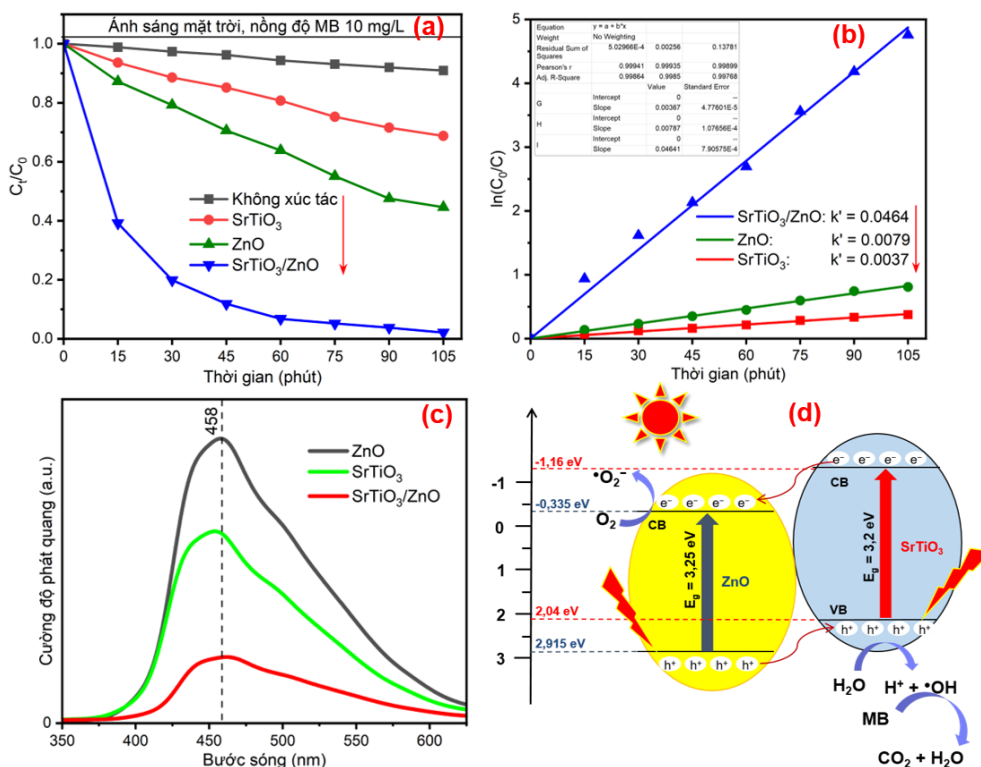 Ánh sáng mặt trời, nồng độ MB 10 mg/L
(a)
1.0
0.8
0.6
0.4
0.2
0.0
Cₜ/C₀
Không xúc tác
SrTiO₃
ZnO
SrTiO₃/ZnO
0 15 30 45 60 75 90 105
Thời gian (phút)
(b)
Equation y = a + b*x
Weight No Weighting
Residual Sum of Squares 5.02966E-4 0.00256 0.13781
Pearson's r 0.99941 0.99935 0.99899
Adj. R-Square 0.99864 0.9985 0.99768
Value Standard Error
G Intercept 0 --
Slope 0.00367 4.77601E-5
H Intercept 0 --
Slope 0.00787 1.07656E-4
I Intercept 0 --
Slope 0.04641 7.90575E-4
5
4
3
2
1
0
ln(C₀/C)
SrTiO₃/ZnO: k' = 0.0464
ZnO: k' = 0.0079
SrTiO₃: k' = 0.0037
0 15 30 45 60 75 90 105
Thời gian (phút)
(c)
458
ZnO
SrTiO₃
SrTiO₃/ZnO
Cường độ phát quang (a.u.)
0
350 400 450 500 550 600
Bước sóng (nm)
(d)
-1,16 eV
-1
-0,335 eV
0
1
2
2,04 eV
2,915 eV
3
•O₂⁻
O₂
e⁻ e⁻ e⁻ e⁻
CB
E_g = 3,25 eV
ZnO
h⁺ h⁺ h⁺ h⁺
e⁻ e⁻ e⁻ e⁻
CB
E_g = 3,2 eV
SrTiO₃
VB
h⁺ h⁺ h⁺ h⁺
H₂O
H⁺ + •OH
MB
CO₂ + H₂O